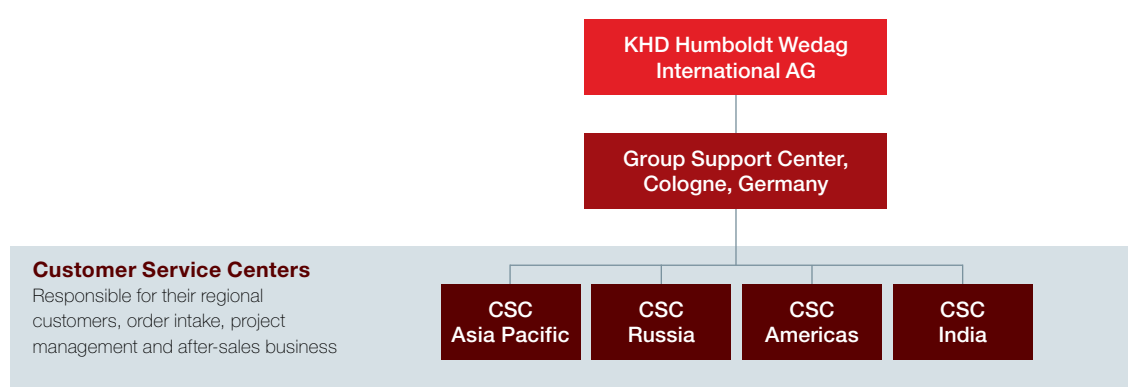 KHD Humboldt Wedag
International AG
Group Support Center,
Cologne, Germany
Customer Service Centers
Responsible for their regional
customers, order intake, project
management and after-sales business
CSC
Asia Pacific
CSC
Russia
CSC
Americas
CSC
India